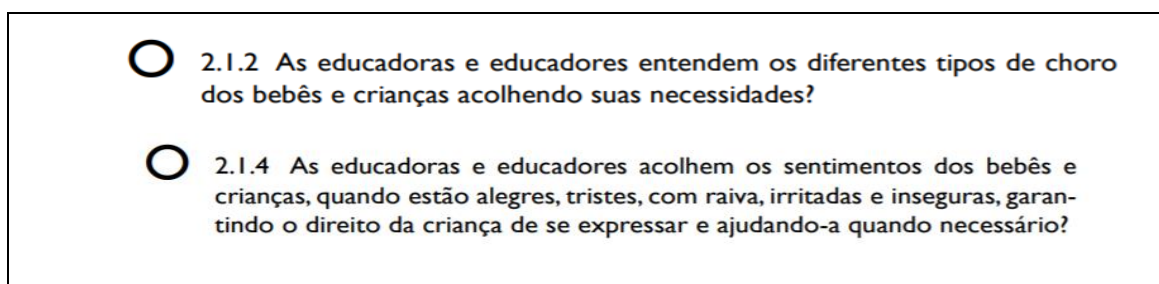 2.1.2 As educadoras e educadores entendem os diferentes tipos de choro
dos bebês e crianças acolhendo suas necessidades?
2.1.4 As educadoras e educadores acolhem os sentimentos dos bebês e
crianças, quando estão alegres, tristes, com raiva, irritadas e inseguras, garan-
tindo o direito da criança de se expressar e ajudando-a quando necessário?